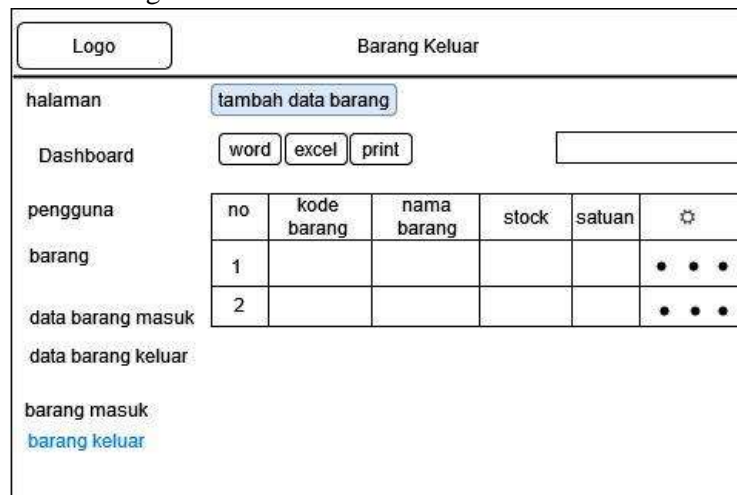 Logo
Barang Keluar
halaman
tambah data barang
Dashboard
word
excel
print
pengguna
no
kode
barang
nama
barang
stock
satuan
barang
1
2
data barang masuk
data barang keluar
barang masuk
barang keluar